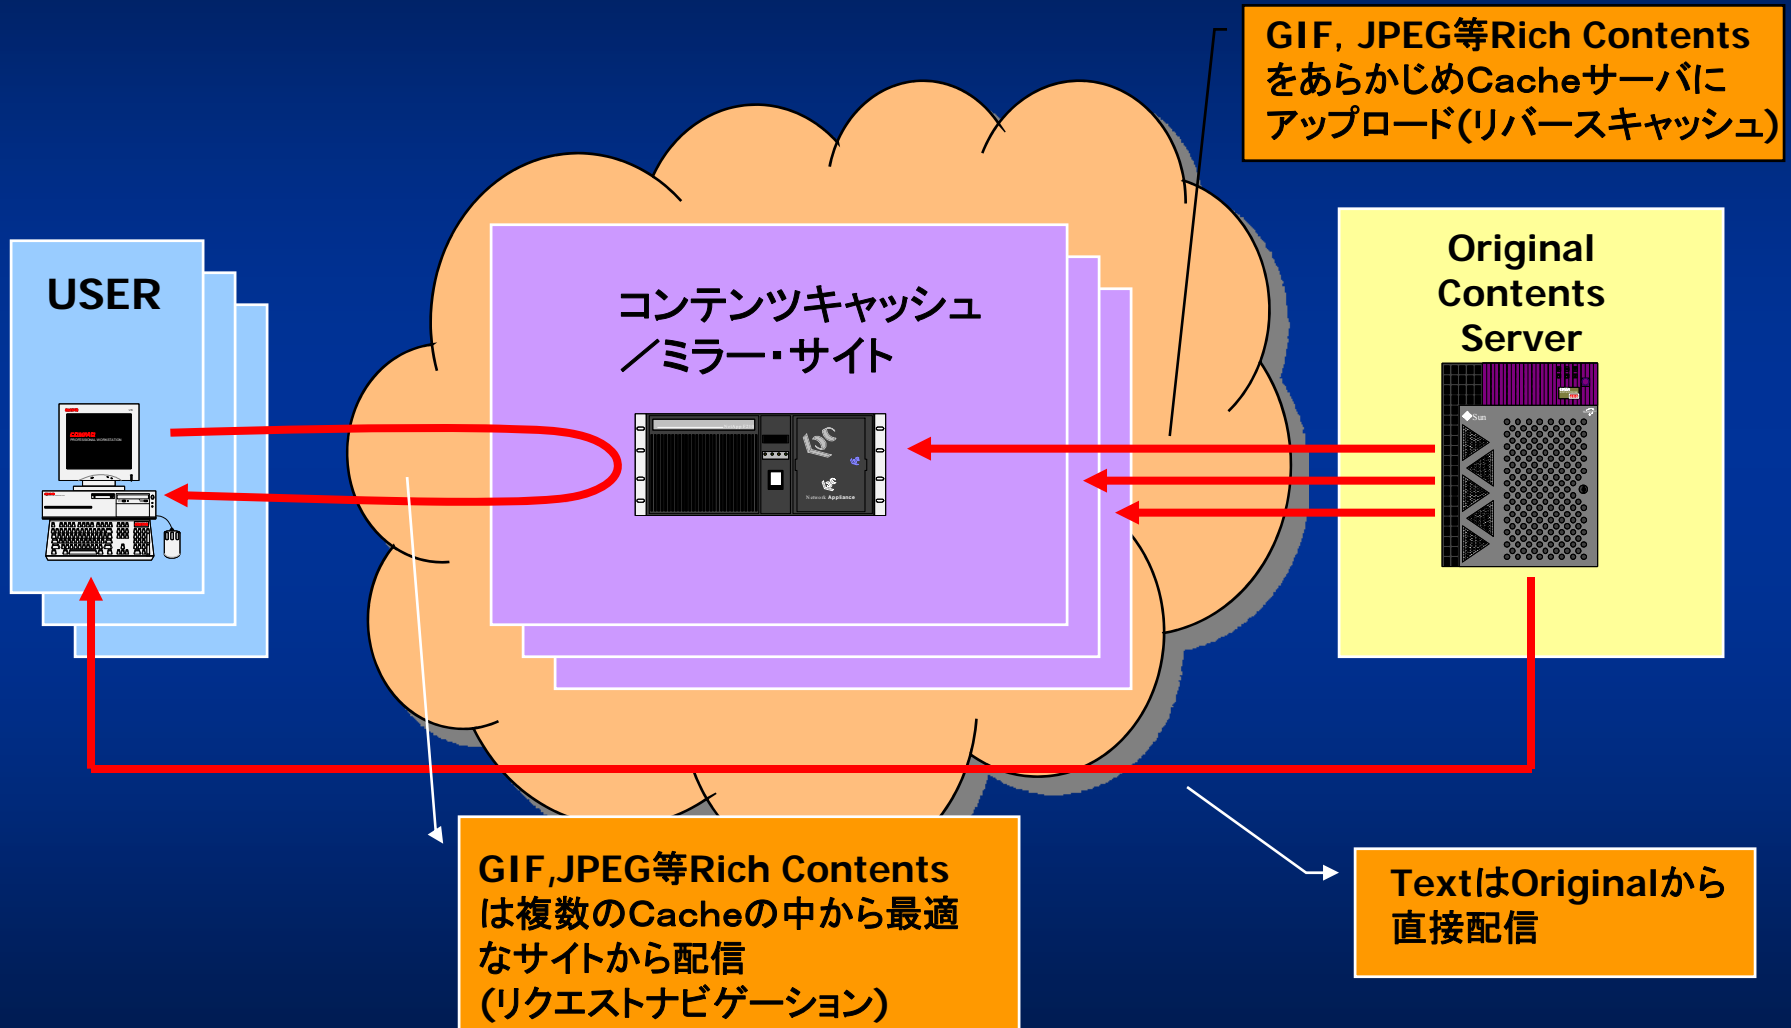 GIF, JPEG等Rich Contents
をあらかじめCacheサーバに
アップロード(リバースキャッシュ)
USER
コンテンツキャッシュ
／ミラー・サイト
Original
Contents
Server
COMPAQ
PROFESSIONAL WORKSTATION
Sun
Network Appliance
GIF,JPEG等Rich Contents
は複数のCacheの中から最適
なサイトから配信
(リクエストナビゲーション)
TextはOriginalから
直接配信